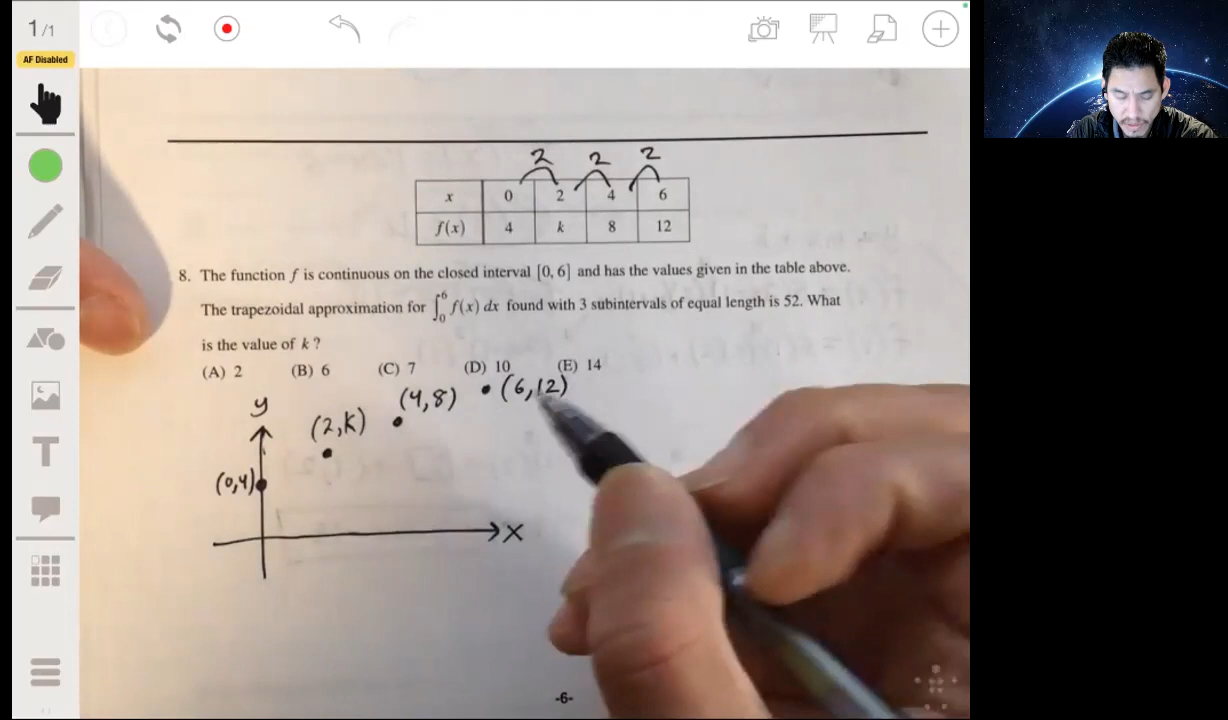 1/1
AF Disabled
2 2 2
x 0 2 4 6
f(x) 4 k 8 12
8. The function f is continuous on the closed interval [0, 6] and has the values given in the table above.
The trapezoidal approximation for ∫₀⁶ f(x) dx found with 3 subintervals of equal length is 52. What
is the value of k ?
(A) 2 (B) 6 (C) 7 (D) 10 (E) 14
y
(2,k)
(4,8)
(6,12)
(0,4)
x
T
-6-